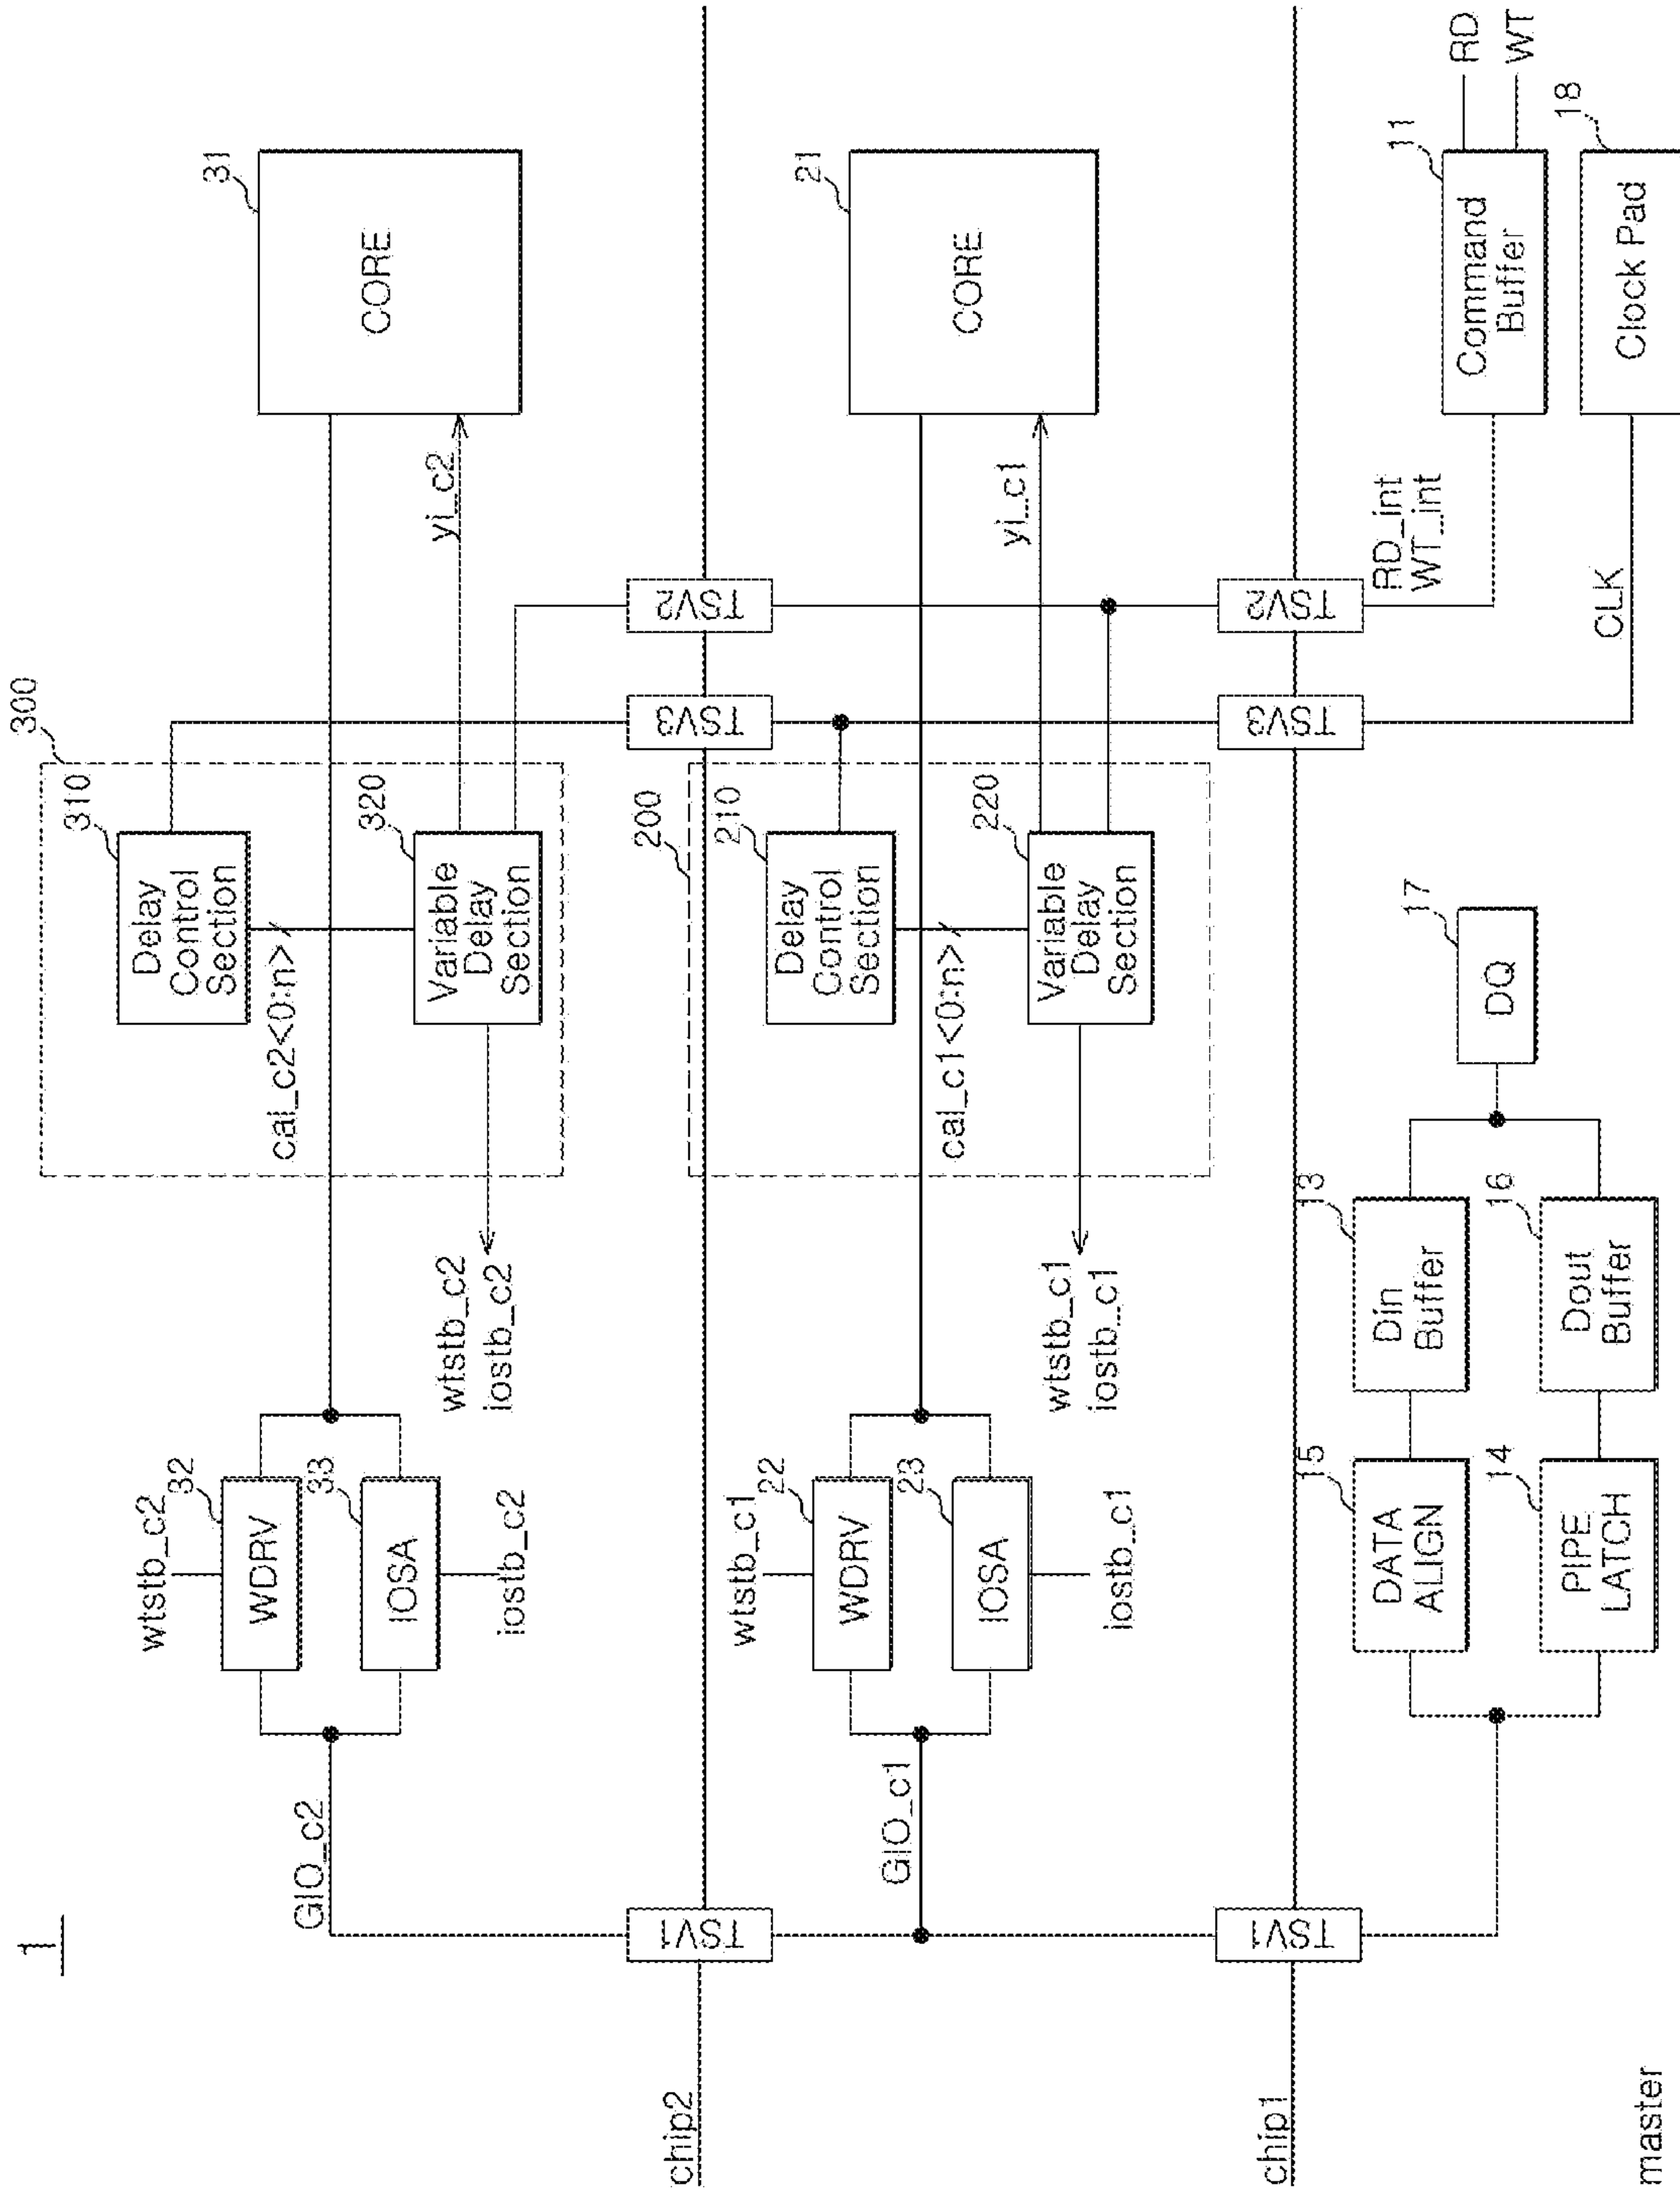 1
300
310
Delay
Control
Section
cal_c2<0:n>
320
Variable
Delay
Section
31
CORE
yi_c2
wtstb_c2
32
WDRV
33
IOSA
iostb_c2
wtstb_c2
iostb_c2
GIO_c2
chip2
TSV1
TSV3
TSV2
200
210
Delay
Control
Section
cal_c1<0:n>
220
Variable
Delay
Section
21
CORE
yi_c1
wtstb_c1
22
WDRV
23
IOSA
iostb_c1
wtstb_c1
iostb_c1
GIO_c1
chip1
TSV1
TSV3
TSV2
15
DATA
ALIGN
13
Din
Buffer
14
PIPE
LATCH
16
Dout
Buffer
17
DQ
RD_int
WT_int
11
Command
Buffer
RD
WT
CLK
18
Clock Pad
master